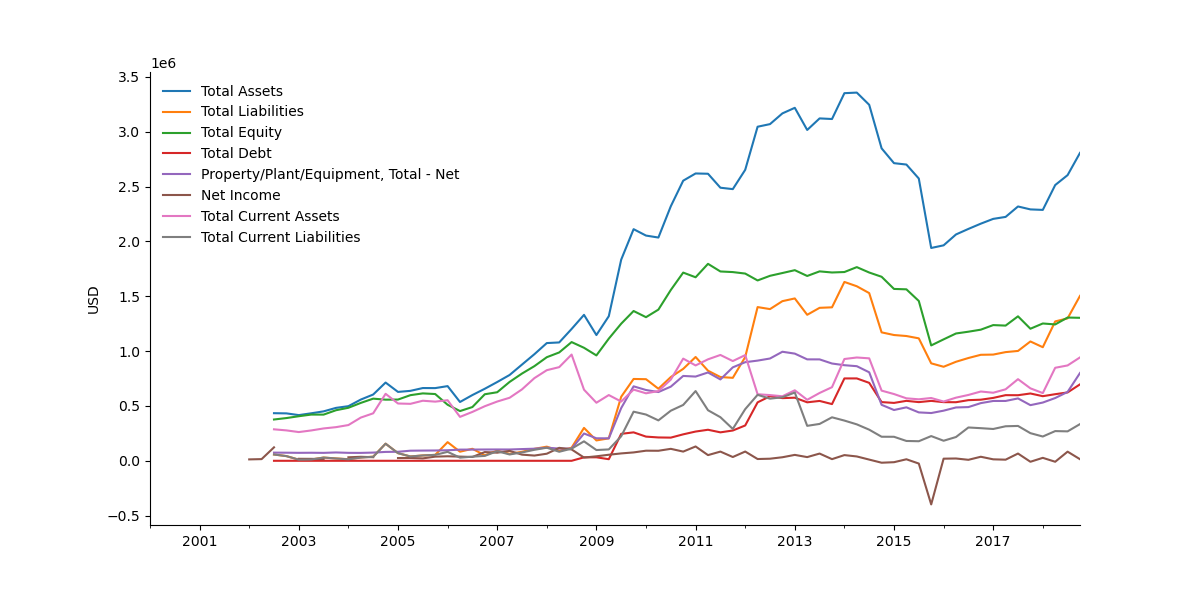 1e6
3.5
3.0
2.5
2.0
1.5
1.0
0.5
0.0
−0.5
USD
Total Assets
Total Liabilities
Total Equity
Total Debt
Property/Plant/Equipment, Total - Net
Net Income
Total Current Assets
Total Current Liabilities
2001 2003 2005 2007 2009 2011 2013 2015 2017